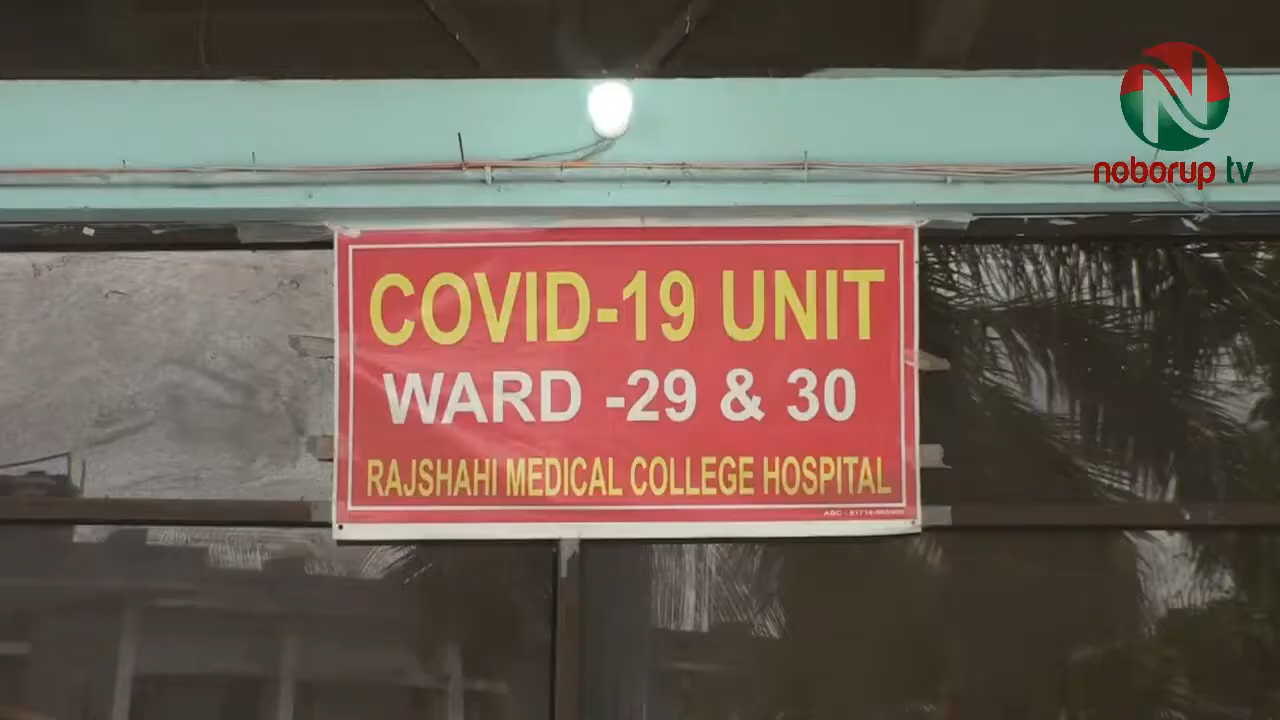 noborup tv
COVID-19 UNIT
WARD -29 & 30
RAJSHAHI MEDICAL COLLEGE HOSPITAL